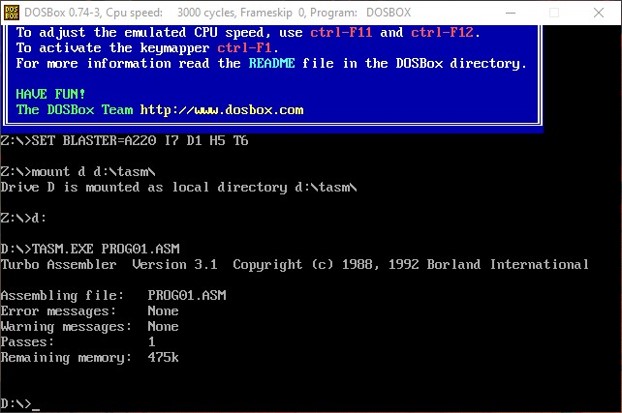 DOSBox 0.74-3, Cpu speed:    3000 cycles, Frameskip  0, Program:   DOSBOX
To adjust the emulated CPU speed, use ctrl-F11 and ctrl-F12.
To activate the keymapper ctrl-F1.
For more information read the README file in the DOSBox directory.
HAVE FUN!
The DOSBox Team http://www.dosbox.com
Z:\>SET BLASTER=A220 I7 D1 H5 T6
Z:\>mount d d:\tasm\
Drive D is mounted as local directory d:\tasm\
Z:\>d:
D:\>TASM.EXE PROG01.ASM
Turbo Assembler  Version 3.1  Copyright (c) 1988, 1992 Borland International
Assembling file:   PROG01.ASM
Error messages:    None
Warning messages:  None
Passes:            1
Remaining memory:  475k
D:\>_